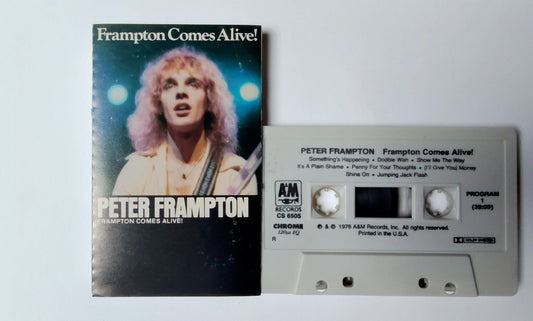 Frampton Comes Alive!
PETER FRAMPTON
FRAMPTON COMES ALIVE!
PETER FRAMPTON Frampton Comes Alive!
Something's Happening • Doobie Wah • Show Me The Way
It's A Plain Shame • Penny For Your Thoughts • (I'll Give You) Money
Shine On • Jumping Jack Flash
A&M
RECORDS
CS 6505
PROGRAM
1
(39:09)
CHROME
120us EQ
R
℗ & © 1976 A&M Records, Inc. All rights reserved.
Printed in the U.S.A.